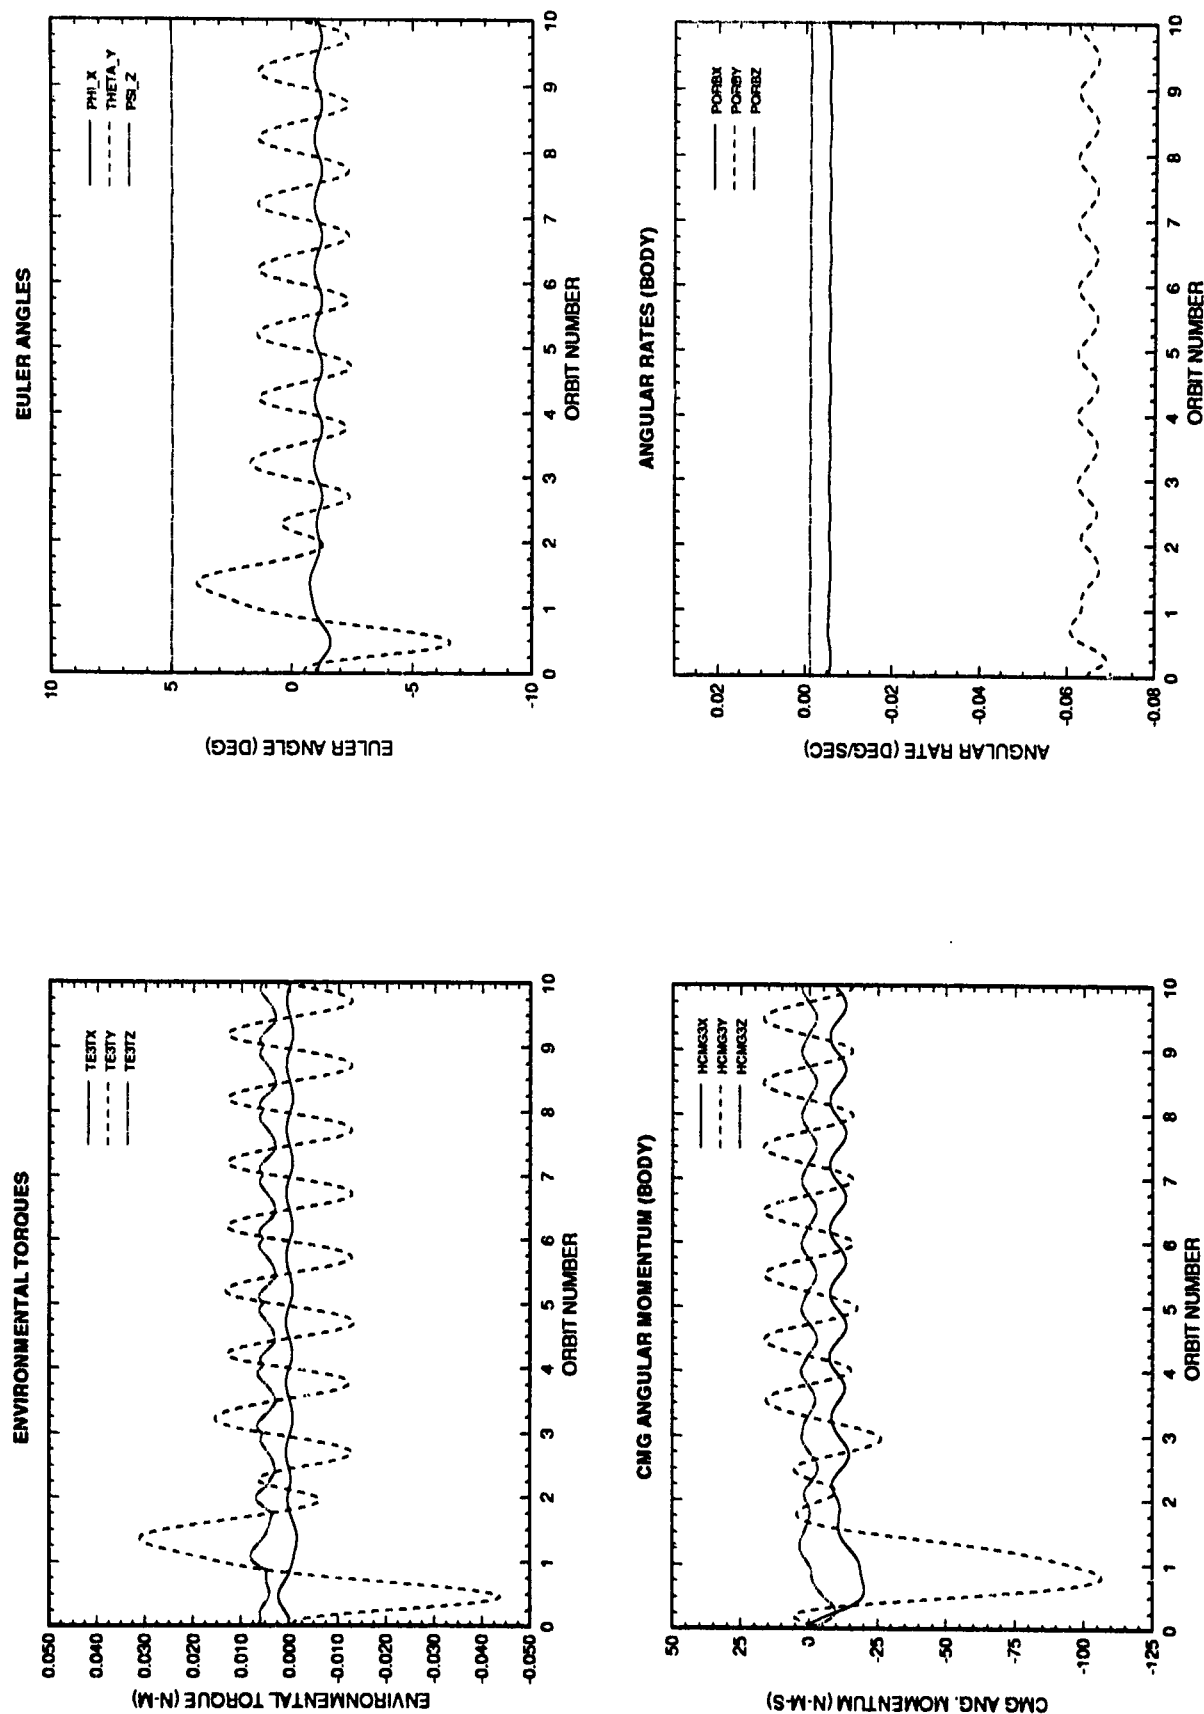 ENVIRONMENTAL TORQUES
TE3TX
TE3TY
TE3TZ
ENVIRONMENTAL TORQUE (N-M)
0.050
0.040
0.030
0.020
0.010
0.000
-0.010
-0.020
-0.030
-0.040
-0.050
0 1 2 3 4 5 6 7 8 9 10
ORBIT NUMBER
EULER ANGLES
PHI_X
THETA_Y
PSI_Z
EULER ANGLE (DEG)
10
5
0
-5
-10
0 1 2 3 4 5 6 7 8 9 10
ORBIT NUMBER
CMG ANGULAR MOMENTUM (BODY)
HCMG3X
HCMG3Y
HCMG3Z
CMG ANG. MOMENTUM (N-M-S)
50
25
0
-25
-50
-75
-100
-125
0 1 2 3 4 5 6 7 8 9 10
ORBIT NUMBER
ANGULAR RATES (BODY)
PORBX
PORBY
PORBZ
ANGULAR RATE (DEG/SEC)
0.02
0.00
-0.02
-0.04
-0.06
-0.08
0 1 2 3 4 5 6 7 8 9 10
ORBIT NUMBER